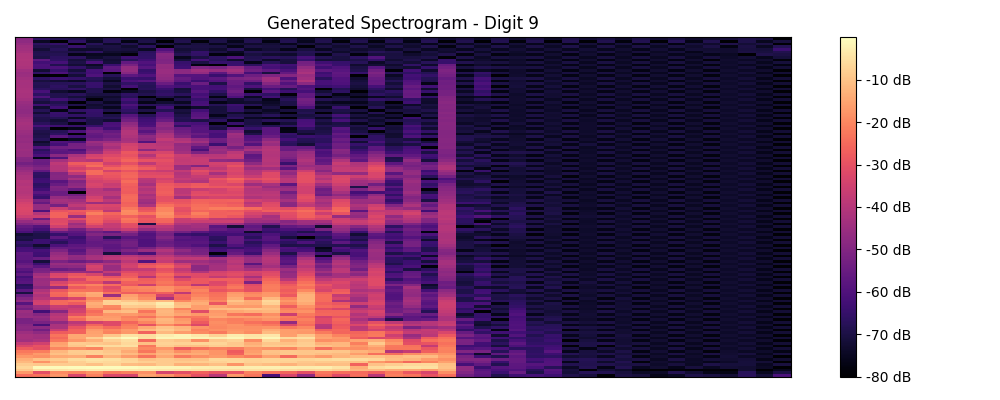 Generated Spectrogram - Digit 9
-10 dB
-20 dB
-30 dB
-40 dB
-50 dB
-60 dB
-70 dB
-80 dB